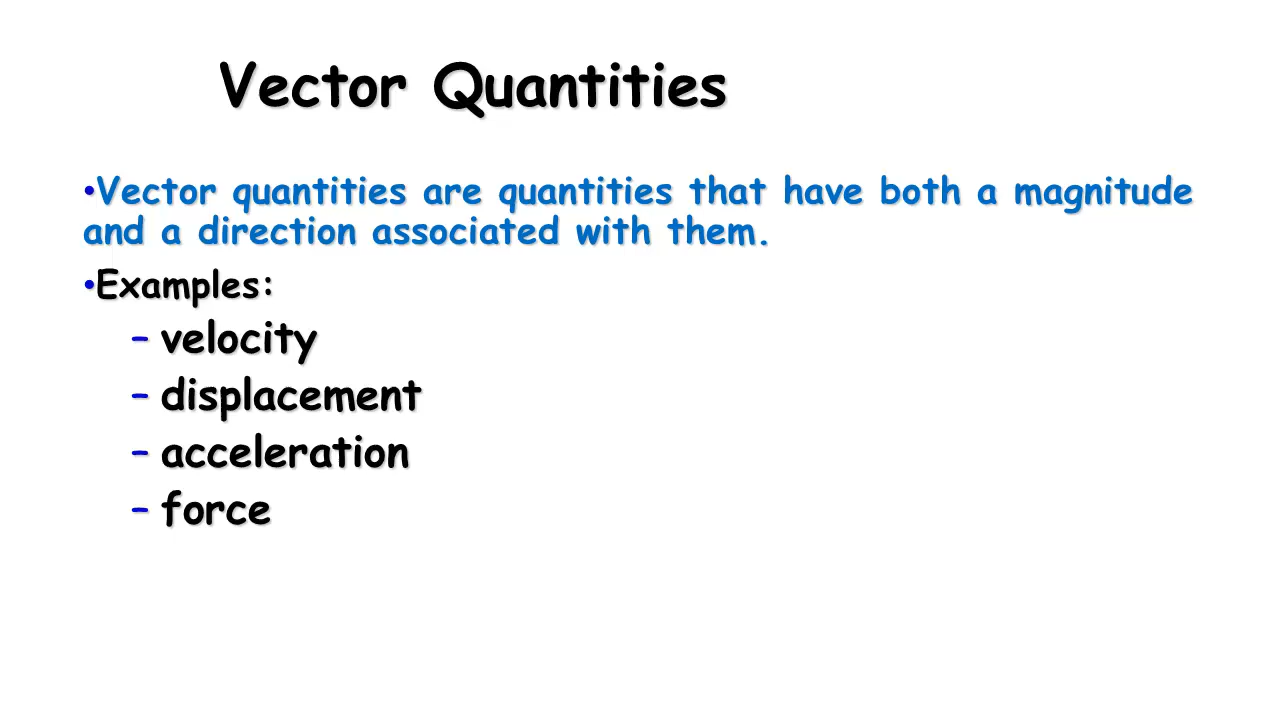 Vector Quantities
•Vector quantities are quantities that have both a magnitude
and a direction associated with them.
•Examples:
– velocity
– displacement
– acceleration
– force